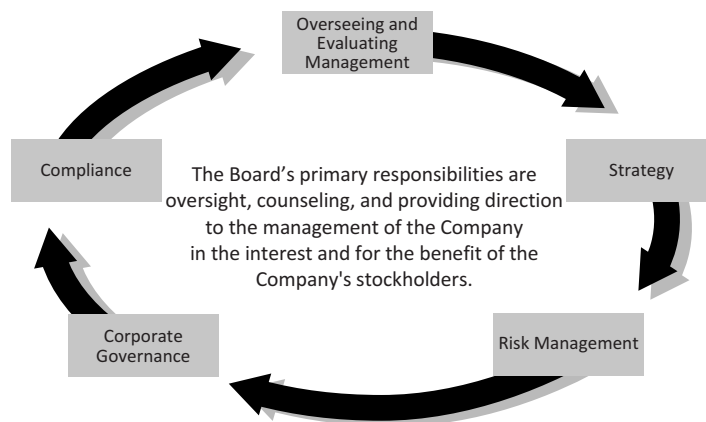 Overseeing and
Evaluating
Management
Strategy
Compliance
The Board’s primary responsibilities are
oversight, counseling, and providing direction
to the management of the Company
in the interest and for the benefit of the
Company's stockholders.
Risk Management
Corporate
Governance